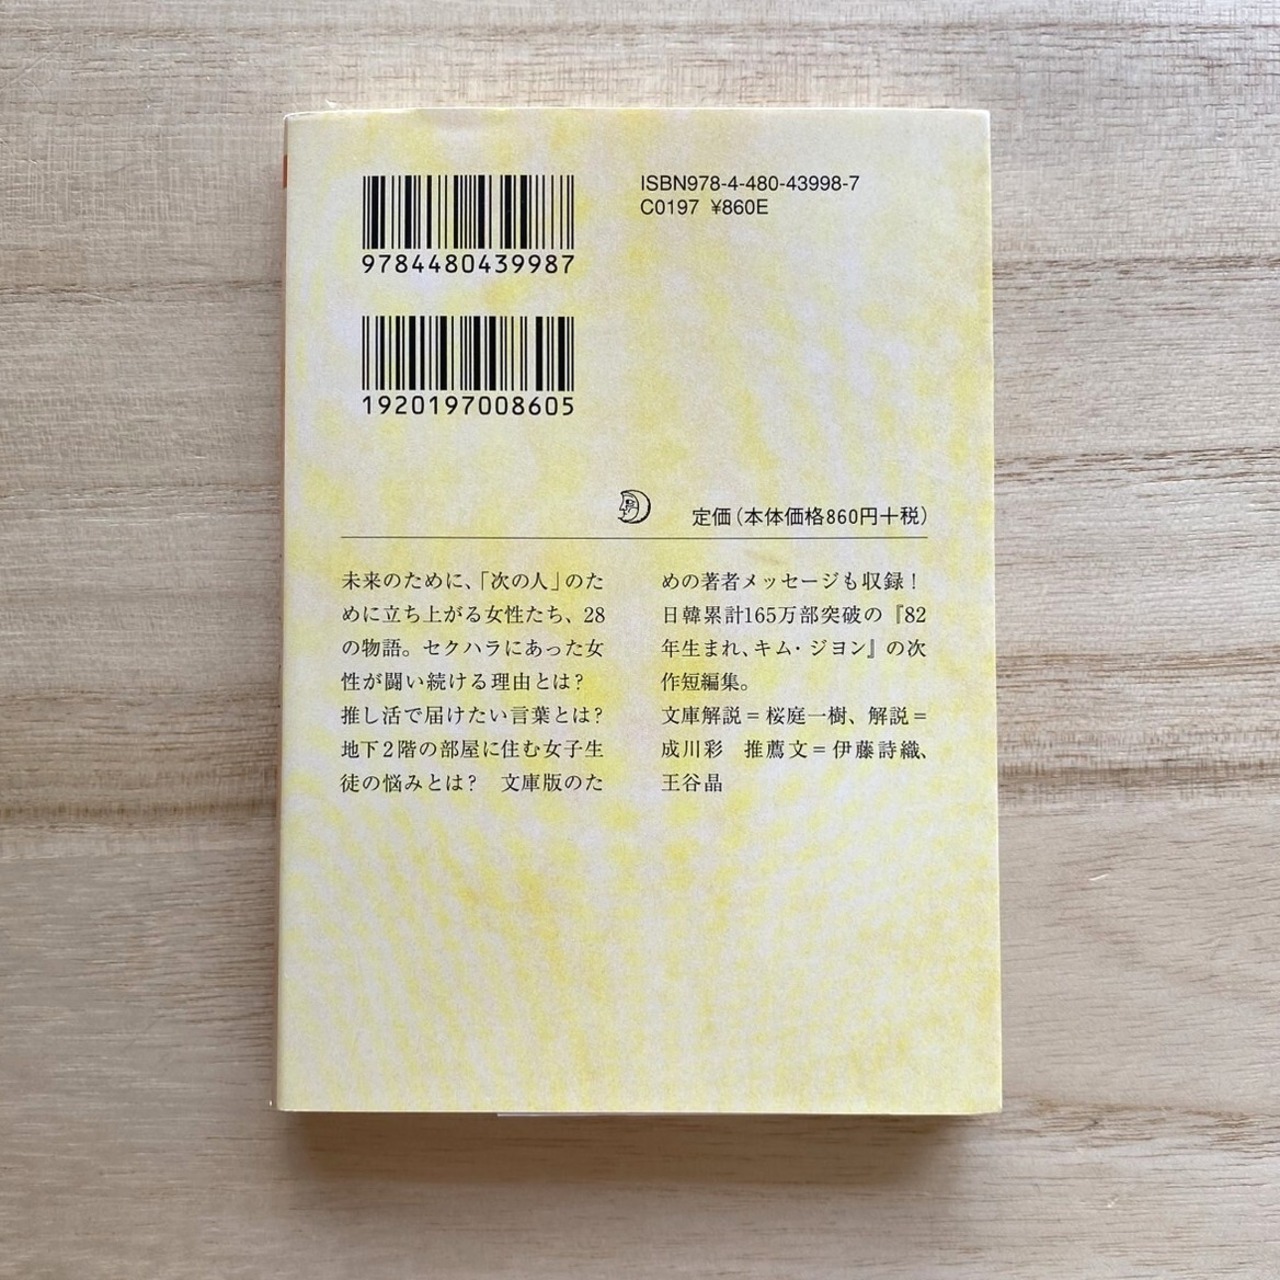 ISBN978-4-480-43998-7
C0197 ¥860E
9784480439987
1920197008605
定価(本体価格860円+税)
未来のために、「次の人」のた
めに立ち上がる女性たち、28
の物語。セクハラにあった女
性が闘い続ける理由とは?
推し活で届けたい言葉とは?
地下2階の部屋に住む女子生
徒の悩みとは? 文庫版のた
めの著者メッセージも収録!
日韓累計165万部突破の『82
年生まれ、キム・ジヨン』の次
作短編集。
文庫解説=桜庭一樹、解説=
成川彩 推薦文=伊藤詩織、
王谷晶